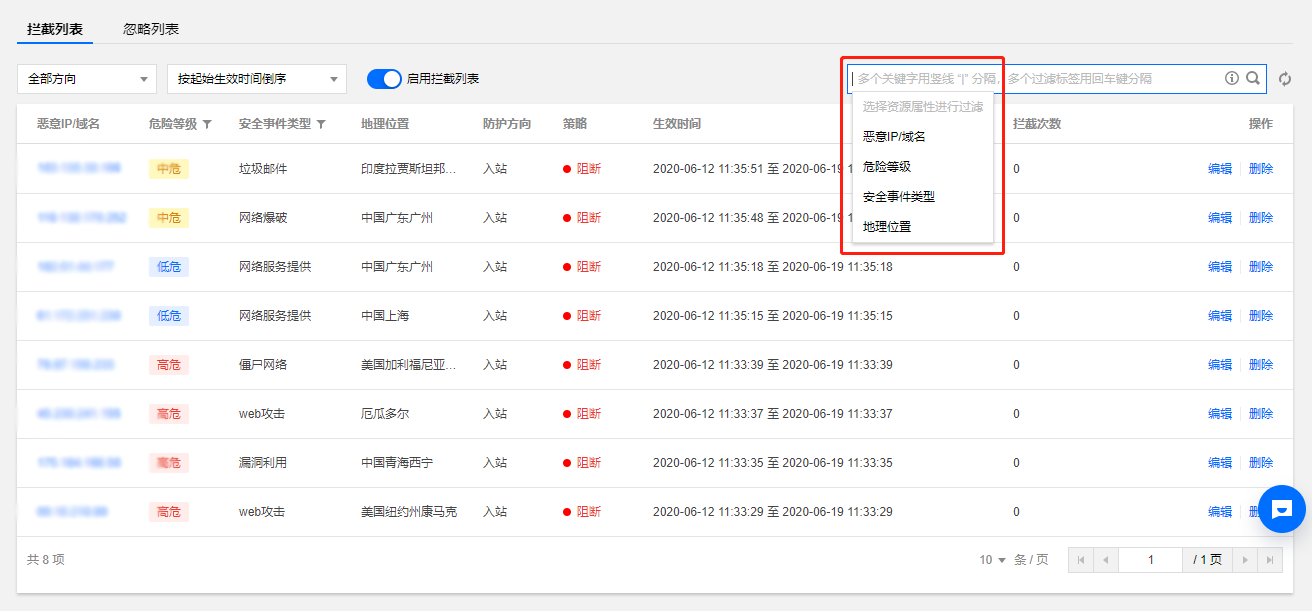 拦截列表 忽略列表
全部方向 按起始生效时间倒序 启用拦截列表 多个关键字用竖线 "|" 分隔，多个过滤标签用回车键分隔
选择资源属性进行过滤
恶意IP/域名
危险等级
安全事件类型
地理位置
恶意IP/域名 危险等级 安全事件类型 地理位置 防护方向 策略 生效时间 拦截次数 操作
中危 垃圾邮件 印度拉贾斯坦邦... 入站 阻断 2020-06-12 11:35:51 至 2020-06-19 0 编辑 删除
中危 网络爆破 中国广东广州 入站 阻断 2020-06-12 11:35:48 至 2020-06-19 0 编辑 删除
低危 网络服务提供 中国广东广州 入站 阻断 2020-06-12 11:35:18 至 2020-06-19 11:35:18 0 编辑 删除
低危 网络服务提供 中国上海 入站 阻断 2020-06-12 11:35:15 至 2020-06-19 11:35:15 0 编辑 删除
高危 僵尸网络 美国加利福尼亚... 入站 阻断 2020-06-12 11:33:39 至 2020-06-19 11:33:39 0 编辑 删除
高危 web攻击 厄瓜多尔 入站 阻断 2020-06-12 11:33:37 至 2020-06-19 11:33:37 0 编辑 删除
高危 漏洞利用 中国青海西宁 入站 阻断 2020-06-12 11:33:35 至 2020-06-19 11:33:35 0 编辑 删除
高危 web攻击 美国纽约州康马克 入站 阻断 2020-06-12 11:33:29 至 2020-06-19 11:33:29 0 编辑
共 8 项 10 条 / 页 1 / 1 页